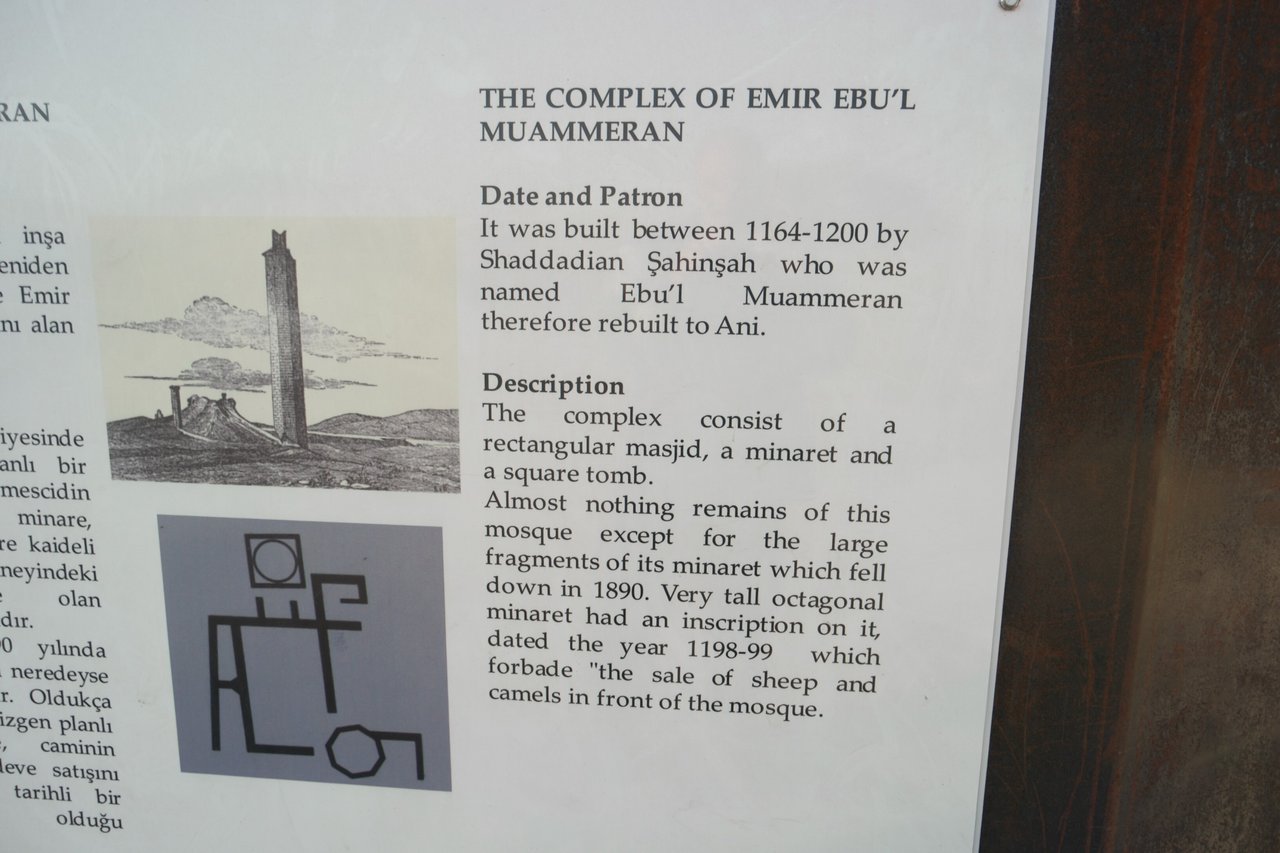 RAN
inşa
eniden
Emir
nı alan
iyesinde
anlı bir
mescidin
minare,
re kaideli
neyindeki
olan
dır.
yılında
neredeyse
r. Oldukça
izgen planlı
caminin
deve satışını
tarihli bir
olduğu
THE COMPLEX OF EMIR EBU'L
MUAMMERAN
Date and Patron
It was built between 1164-1200 by
Shaddadian Şahinşah who was
named Ebu'l Muammeran
therefore rebuilt to Ani.
Description
The complex consist of a
rectangular masjid, a minaret and
a square tomb.
Almost nothing remains of this
mosque except for the large
fragments of its minaret which fell
down in 1890. Very tall octagonal
minaret had an inscription on it,
dated the year 1198-99 which
forbade "the sale of sheep and
camels in front of the mosque.